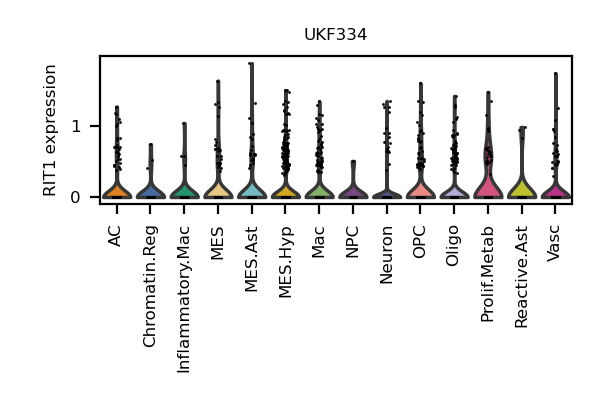 UKF334
RIT1 expression
1
0
AC
Chromatin.Reg
Inflammatory.Mac
MES
MES.Ast
MES.Hyp
Mac
NPC
Neuron
OPC
Oligo
Prolif.Metab
Reactive.Ast
Vasc